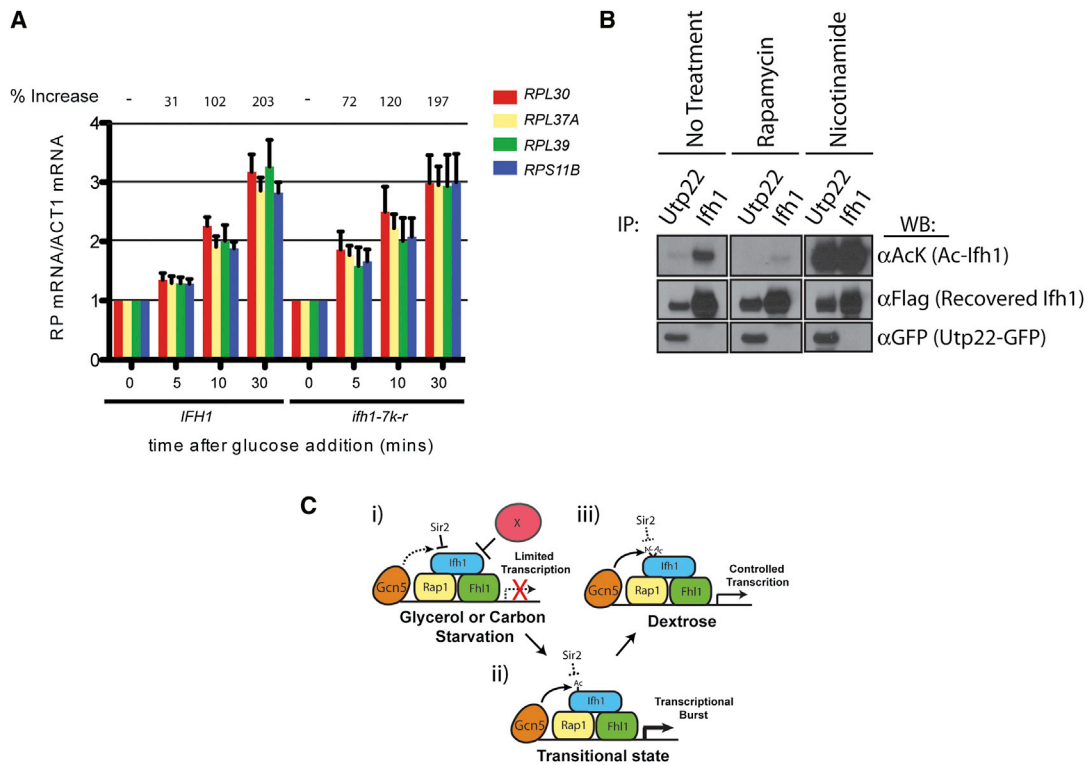 A
% Increase - 31 102 203 - 72 120 197
RPL30
RPL37A
RPL39
RPS11B
RP mRNA/ACT1 mRNA
4
3
2
1
0
0 5 10 30 0 5 10 30
IFH1 ifh1-7k-r
time after glucose addition (mins)
B
No Treatment
Rapamycin
Nicotinamide
IP: Utp22 Ifh1 Utp22 Ifh1 Utp22 Ifh1 WB:
αAcK (Ac-Ifh1)
αFlag (Recovered Ifh1)
αGFP (Utp22-GFP)
C
i)
Sir2
X
Ifh1
Limited
Transcription
Gcn5 Rap1 Fhl1 X
Glycerol or Carbon
Starvation
iii)
Sir2
Ac Ac
Ifh1
Controlled
Transcrition
Gcn5 Rap1 Fhl1
Dextrose
ii)
Sir2
Ac
Ifh1
Transcriptional
Burst
Gcn5 Rap1 Fhl1
Transitional state